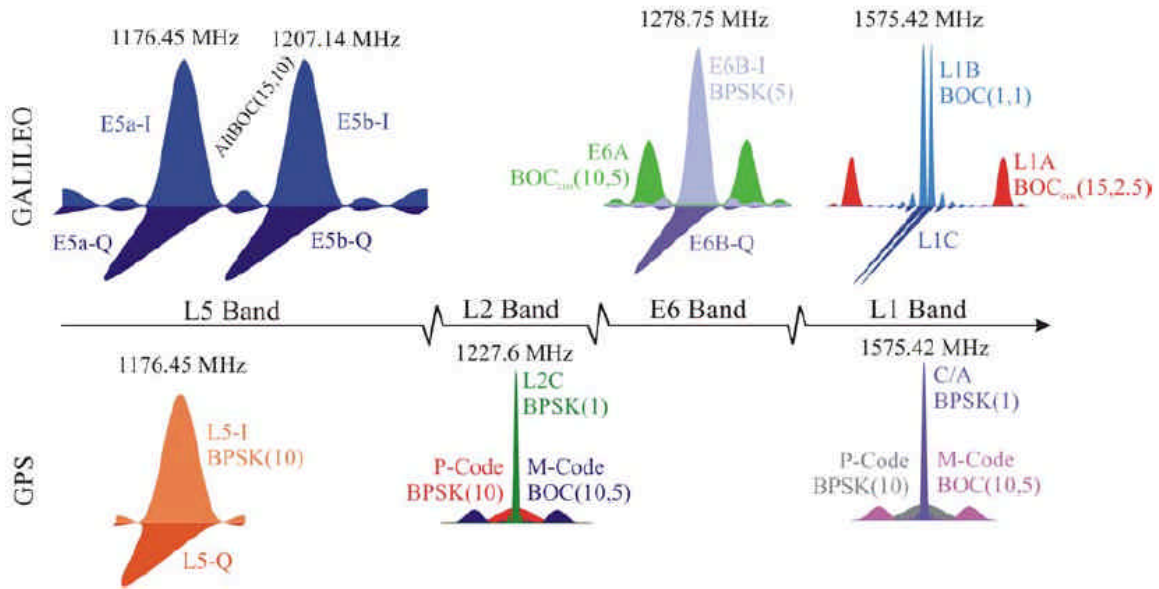 1176.45 MHz
1207.14 MHz
1278.75 MHz
1575.42 MHz
GALILEO
E5a-I
AltBOC(15,10)
E5b-I
E5a-Q
E5b-Q
E6B-I
BPSK(5)
E6A
BOCcos(10,5)
E6B-Q
L1B
BOC(1,1)
L1A
BOCcos(15,2.5)
L1C
L5 Band
L2 Band
E6 Band
L1 Band
GPS
1176.45 MHz
L5-I
BPSK(10)
L5-Q
1227.6 MHz
L2C
BPSK(1)
P-Code
BPSK(10)
M-Code
BOC(10,5)
1575.42 MHz
C/A
BPSK(1)
P-Code
BPSK(10)
M-Code
BOC(10,5)